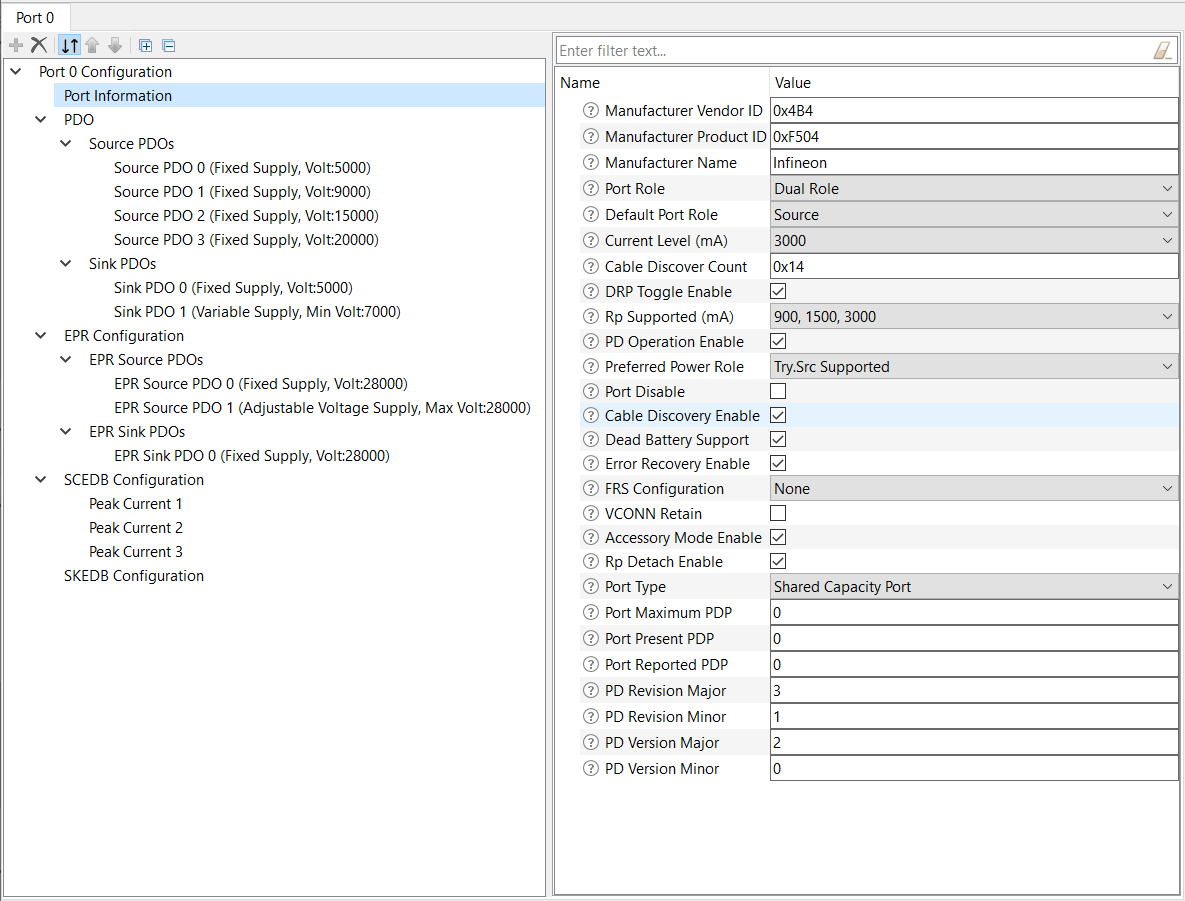 Port 0
Port 0 Configuration
Port Information
PDO
Source PDOs
Source PDO 0 (Fixed Supply, Volt:5000)
Source PDO 1 (Fixed Supply, Volt:9000)
Source PDO 2 (Fixed Supply, Volt:15000)
Source PDO 3 (Fixed Supply, Volt:20000)
Sink PDOs
Sink PDO 0 (Fixed Supply, Volt:5000)
Sink PDO 1 (Variable Supply, Min Volt:7000)
EPR Configuration
EPR Source PDOs
EPR Source PDO 0 (Fixed Supply, Volt:28000)
EPR Source PDO 1 (Adjustable Voltage Supply, Max Volt:28000)
EPR Sink PDOs
EPR Sink PDO 0 (Fixed Supply, Volt:28000)
SCEDB Configuration
Peak Current 1
Peak Current 2
Peak Current 3
SKEDB Configuration
Enter filter text...
Name Value
Manufacturer Vendor ID 0x4B4
Manufacturer Product ID 0xF504
Manufacturer Name Infineon
Port Role Dual Role
Default Port Role Source
Current Level (mA) 3000
Cable Discover Count 0x14
DRP Toggle Enable
Rp Supported (mA) 900, 1500, 3000
PD Operation Enable
Preferred Power Role Try.Src Supported
Port Disable
Cable Discovery Enable
Dead Battery Support
Error Recovery Enable
FRS Configuration None
VCONN Retain
Accessory Mode Enable
Rp Detach Enable
Port Type Shared Capacity Port
Port Maximum PDP 0
Port Present PDP 0
Port Reported PDP 0
PD Revision Major 3
PD Revision Minor 1
PD Version Major 2
PD Version Minor 0